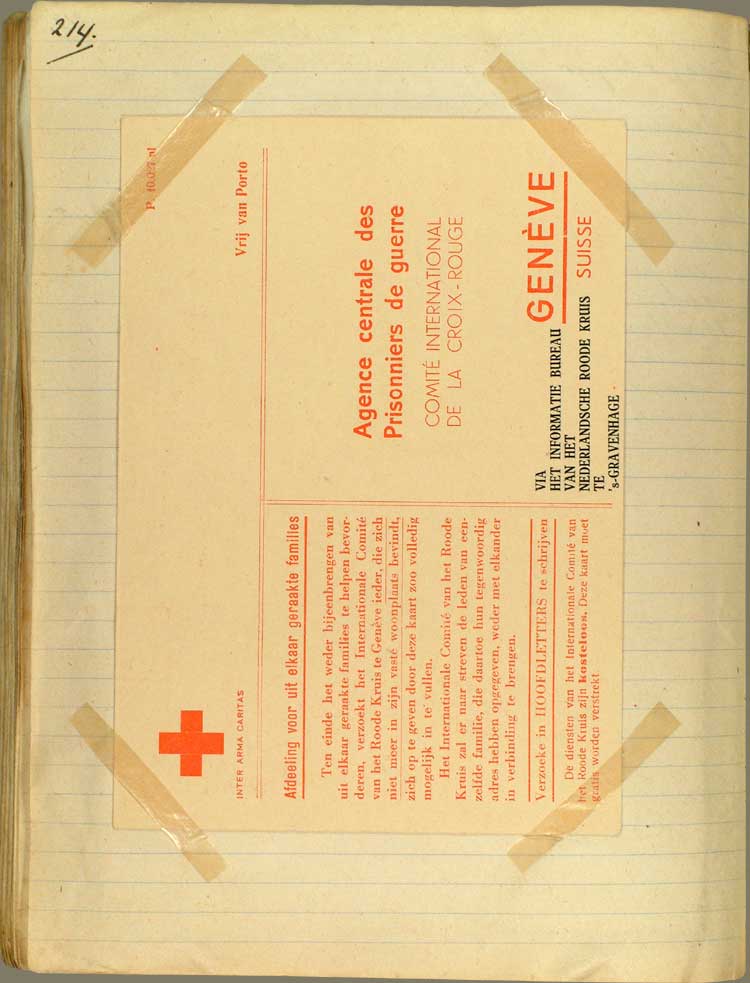 214.
INTER ARMA CARITAS
Vrij van Porto
Afdeeling voor uit elkaar geraakte families
Ten einde het weder bijeenbrengen van
uit elkaar geraakte families te helpen bevor-
deren, verzoekt het Internationale Comité
van het Roode Kruis te Genève ieder, die zich
niet meer in zijn vaste woonplaats bevindt,
zich op te geven door deze kaart zoo volledig
mogelijk in te vullen.
Het Internationale Comité van het Roode
Kruis zal er naar streven de leden van een-
zelfde familie, die daartoe hun tegenwoordig
adres hebben opgegeven, weder met elkander
in verbinding te brengen.
Verzoeke in HOOFDLETTERS te schrijven
De diensten van het Internationale Comité van
het Roode Kruis zijn kosteloos. Deze kaart moet
gratis worden verstrekt
Agence centrale des
Prisonniers de guerre
COMITÉ INTERNATIONAL
DE LA CROIX-ROUGE
GENÈVE
SUISSE
VIA
HET INFORMATIE BUREAU
VAN HET
NEDERLANDSCHE ROODE KRUIS
TE
's-GRAVENHAGE